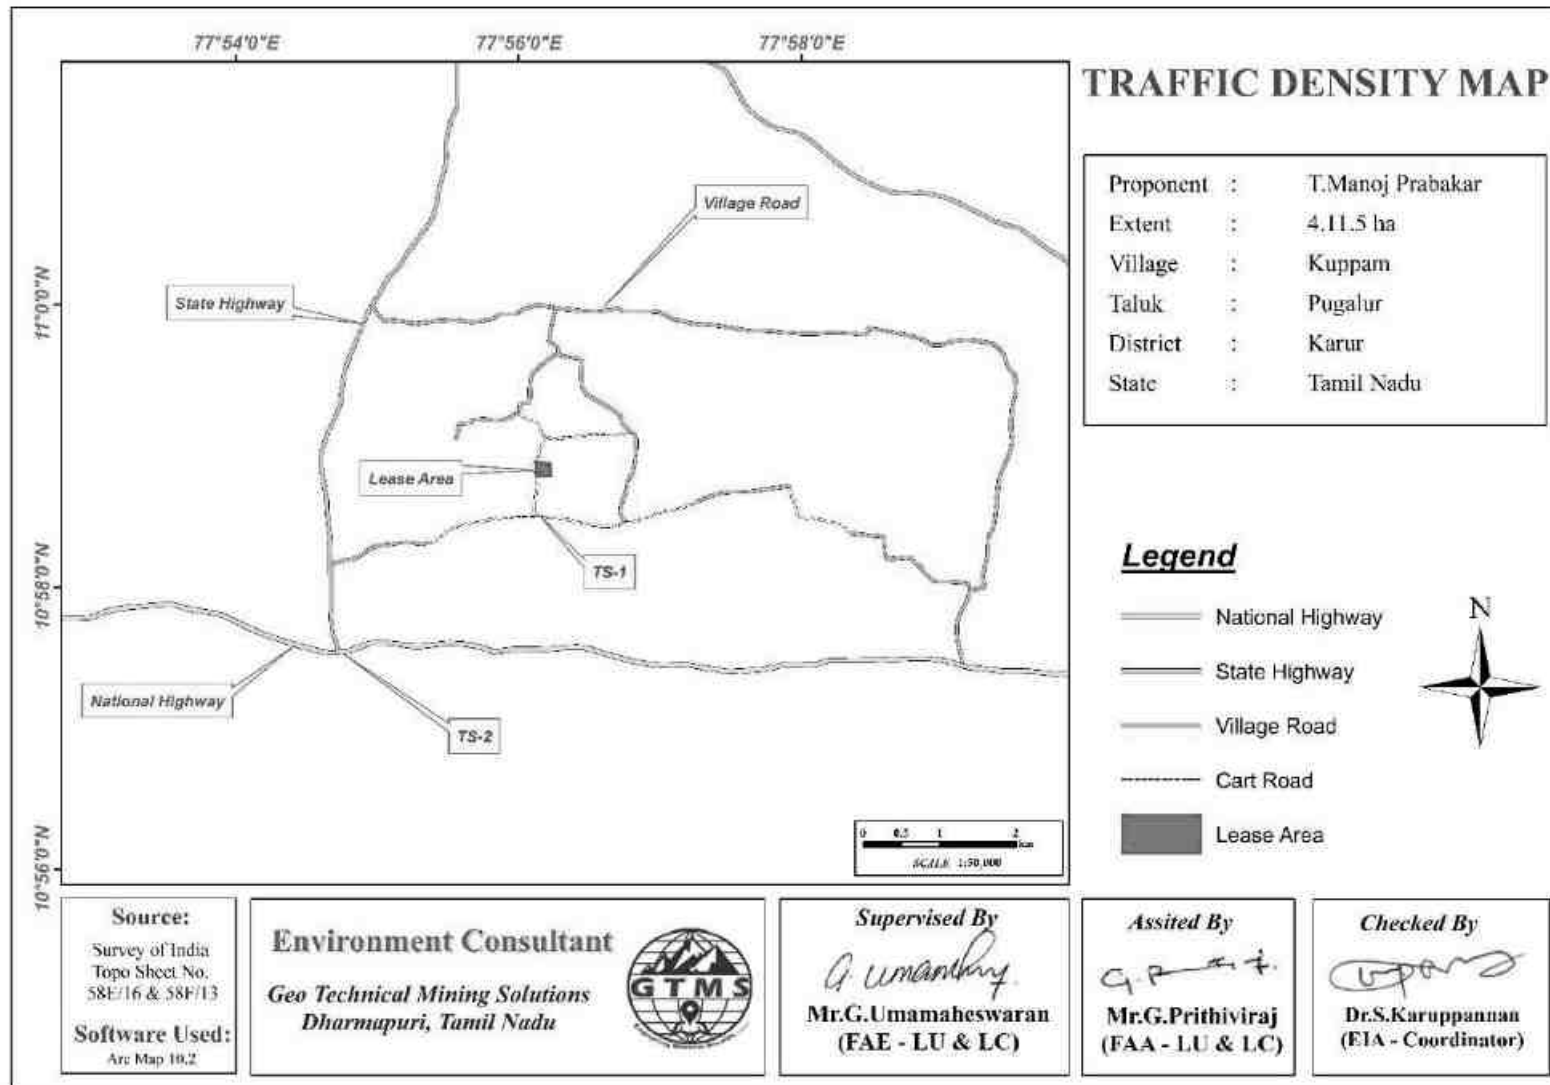 77°54'0"E
77°56'0"E
77°58'0"E
TRAFFIC DENSITY MAP
Proponent : T.Manoj Prabakar
Extent : 4.11.5 ha
Village : Kuppam
Taluk : Pugalur
District : Karur
State : Tamil Nadu
11°0'0"N
10°58'0"N
10°56'0"N
Village Road
State Highway
Lease Area
TS-1
National Highway
TS-2
Legend
National Highway
State Highway
Village Road
Cart Road
Lease Area
N
0 0.5 1 2
Km
SCALE 1:50,000
Source:
Survey of India
Topo Sheet No.
58E/16 & 58F/13
Software Used:
Arc Map 10.2
Environment Consultant
Geo Technical Mining Solutions
Dharmapuri, Tamil Nadu
GTMS
Supervised By
Mr.G.Umamaheswaran
(FAE - LU & LC)
Assited By
Mr.G.Prithiviraj
(FAA - LU & LC)
Checked By
Dr.S.Karuppannan
(EIA - Coordinator)